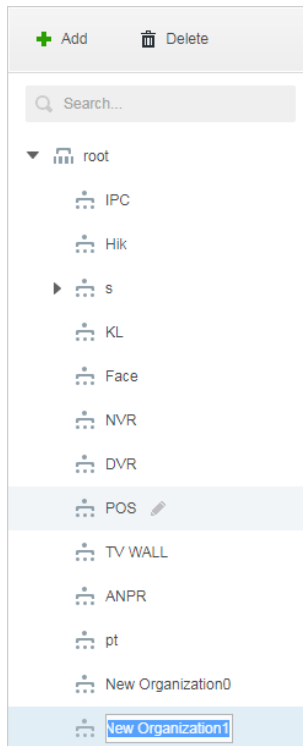 Add Delete
Search...
root
IPC
Hik
s
KL
Face
NVR
DVR
POS
TV WALL
ANPR
pt
New Organization0
New Organization1